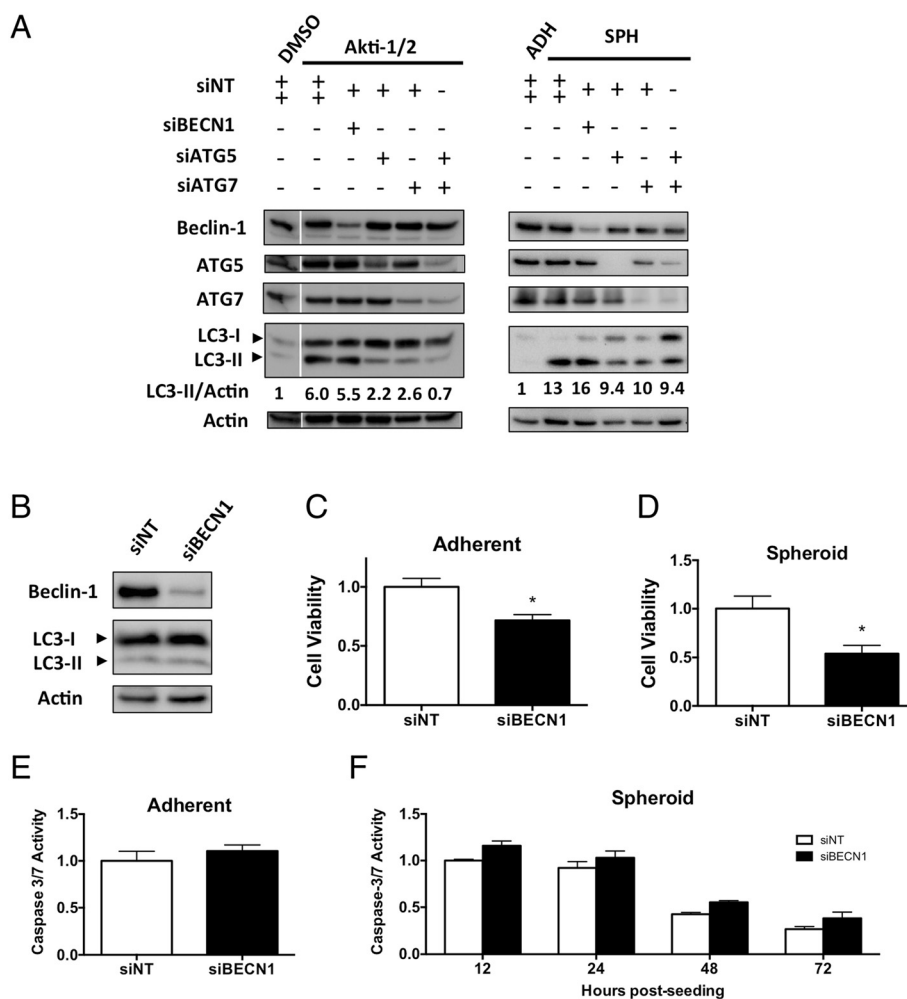 A
DMSO
Akti-1/2
ADH
SPH
siNT + + + + + + + - + + + + + + + -
siBECN1 - - + - - - - - + - - -
siATG5 - - - + - + - - - + - +
siATG7 - - - - + + - - - - + +
Beclin-1
ATG5
ATG7
LC3-I
LC3-II
LC3-II/Actin 1 6.0 5.5 2.2 2.6 0.7 1 13 16 9.4 10 9.4
Actin
B
siNT siBECN1
Beclin-1
LC3-I
LC3-II
Actin
C
Adherent
Cell Viability
1.0
0.5
0.0
*
siNT siBECN1
D
Spheroid
Cell Viability
1.5
1.0
0.5
0.0
*
siNT siBECN1
E
Adherent
Caspase 3/7 Activity
1.5
1.0
0.5
0.0
siNT siBECN1
F
Spheroid
Caspase-3/7 Activity
1.5
1.0
0.5
0.0
siNT
siBECN1
12 24 48 72
Hours post-seeding